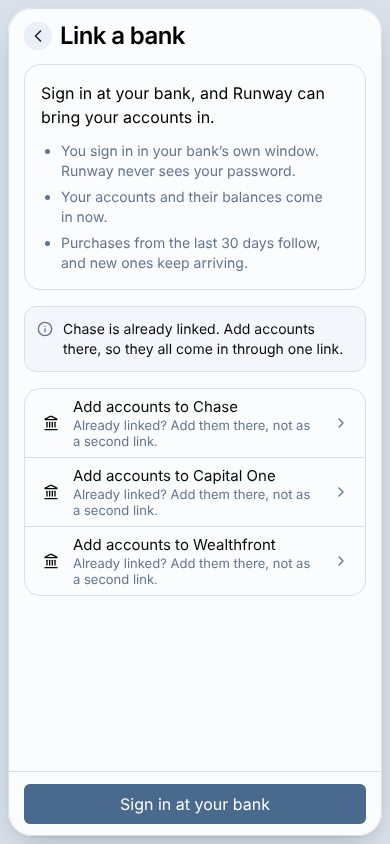 Link a bank
Sign in at your bank, and Runway can
bring your accounts in.
• You sign in in your bank’s own window.
Runway never sees your password.
• Your accounts and their balances come
in now.
• Purchases from the last 30 days follow,
and new ones keep arriving.
Chase is already linked. Add accounts
there, so they all come in through one link.
Add accounts to Chase
Already linked? Add them there, not as
a second link.
Add accounts to Capital One
Already linked? Add them there, not as
a second link.
Add accounts to Wealthfront
Already linked? Add them there, not as
a second link.
Sign in at your bank